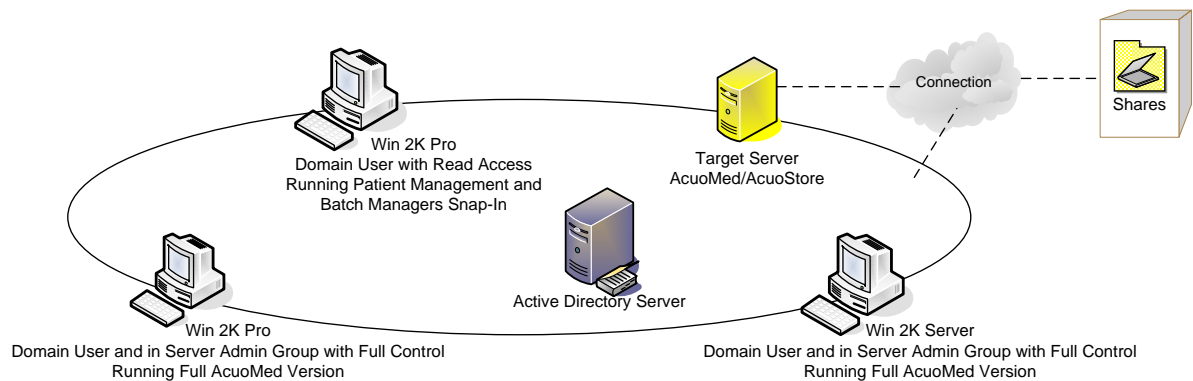 Connection
Shares
Win 2K Pro
Domain User with Read Access
Running Patient Management and
Batch Managers Snap-In
Target Server
AcuoMed/AcuoStore
Active Directory Server
Win 2K Pro
Domain User and in Server Admin Group with Full Control
Running Full AcuoMed Version
Win 2K Server
Domain User and in Server Admin Group with Full Control
Running Full AcuoMed Version